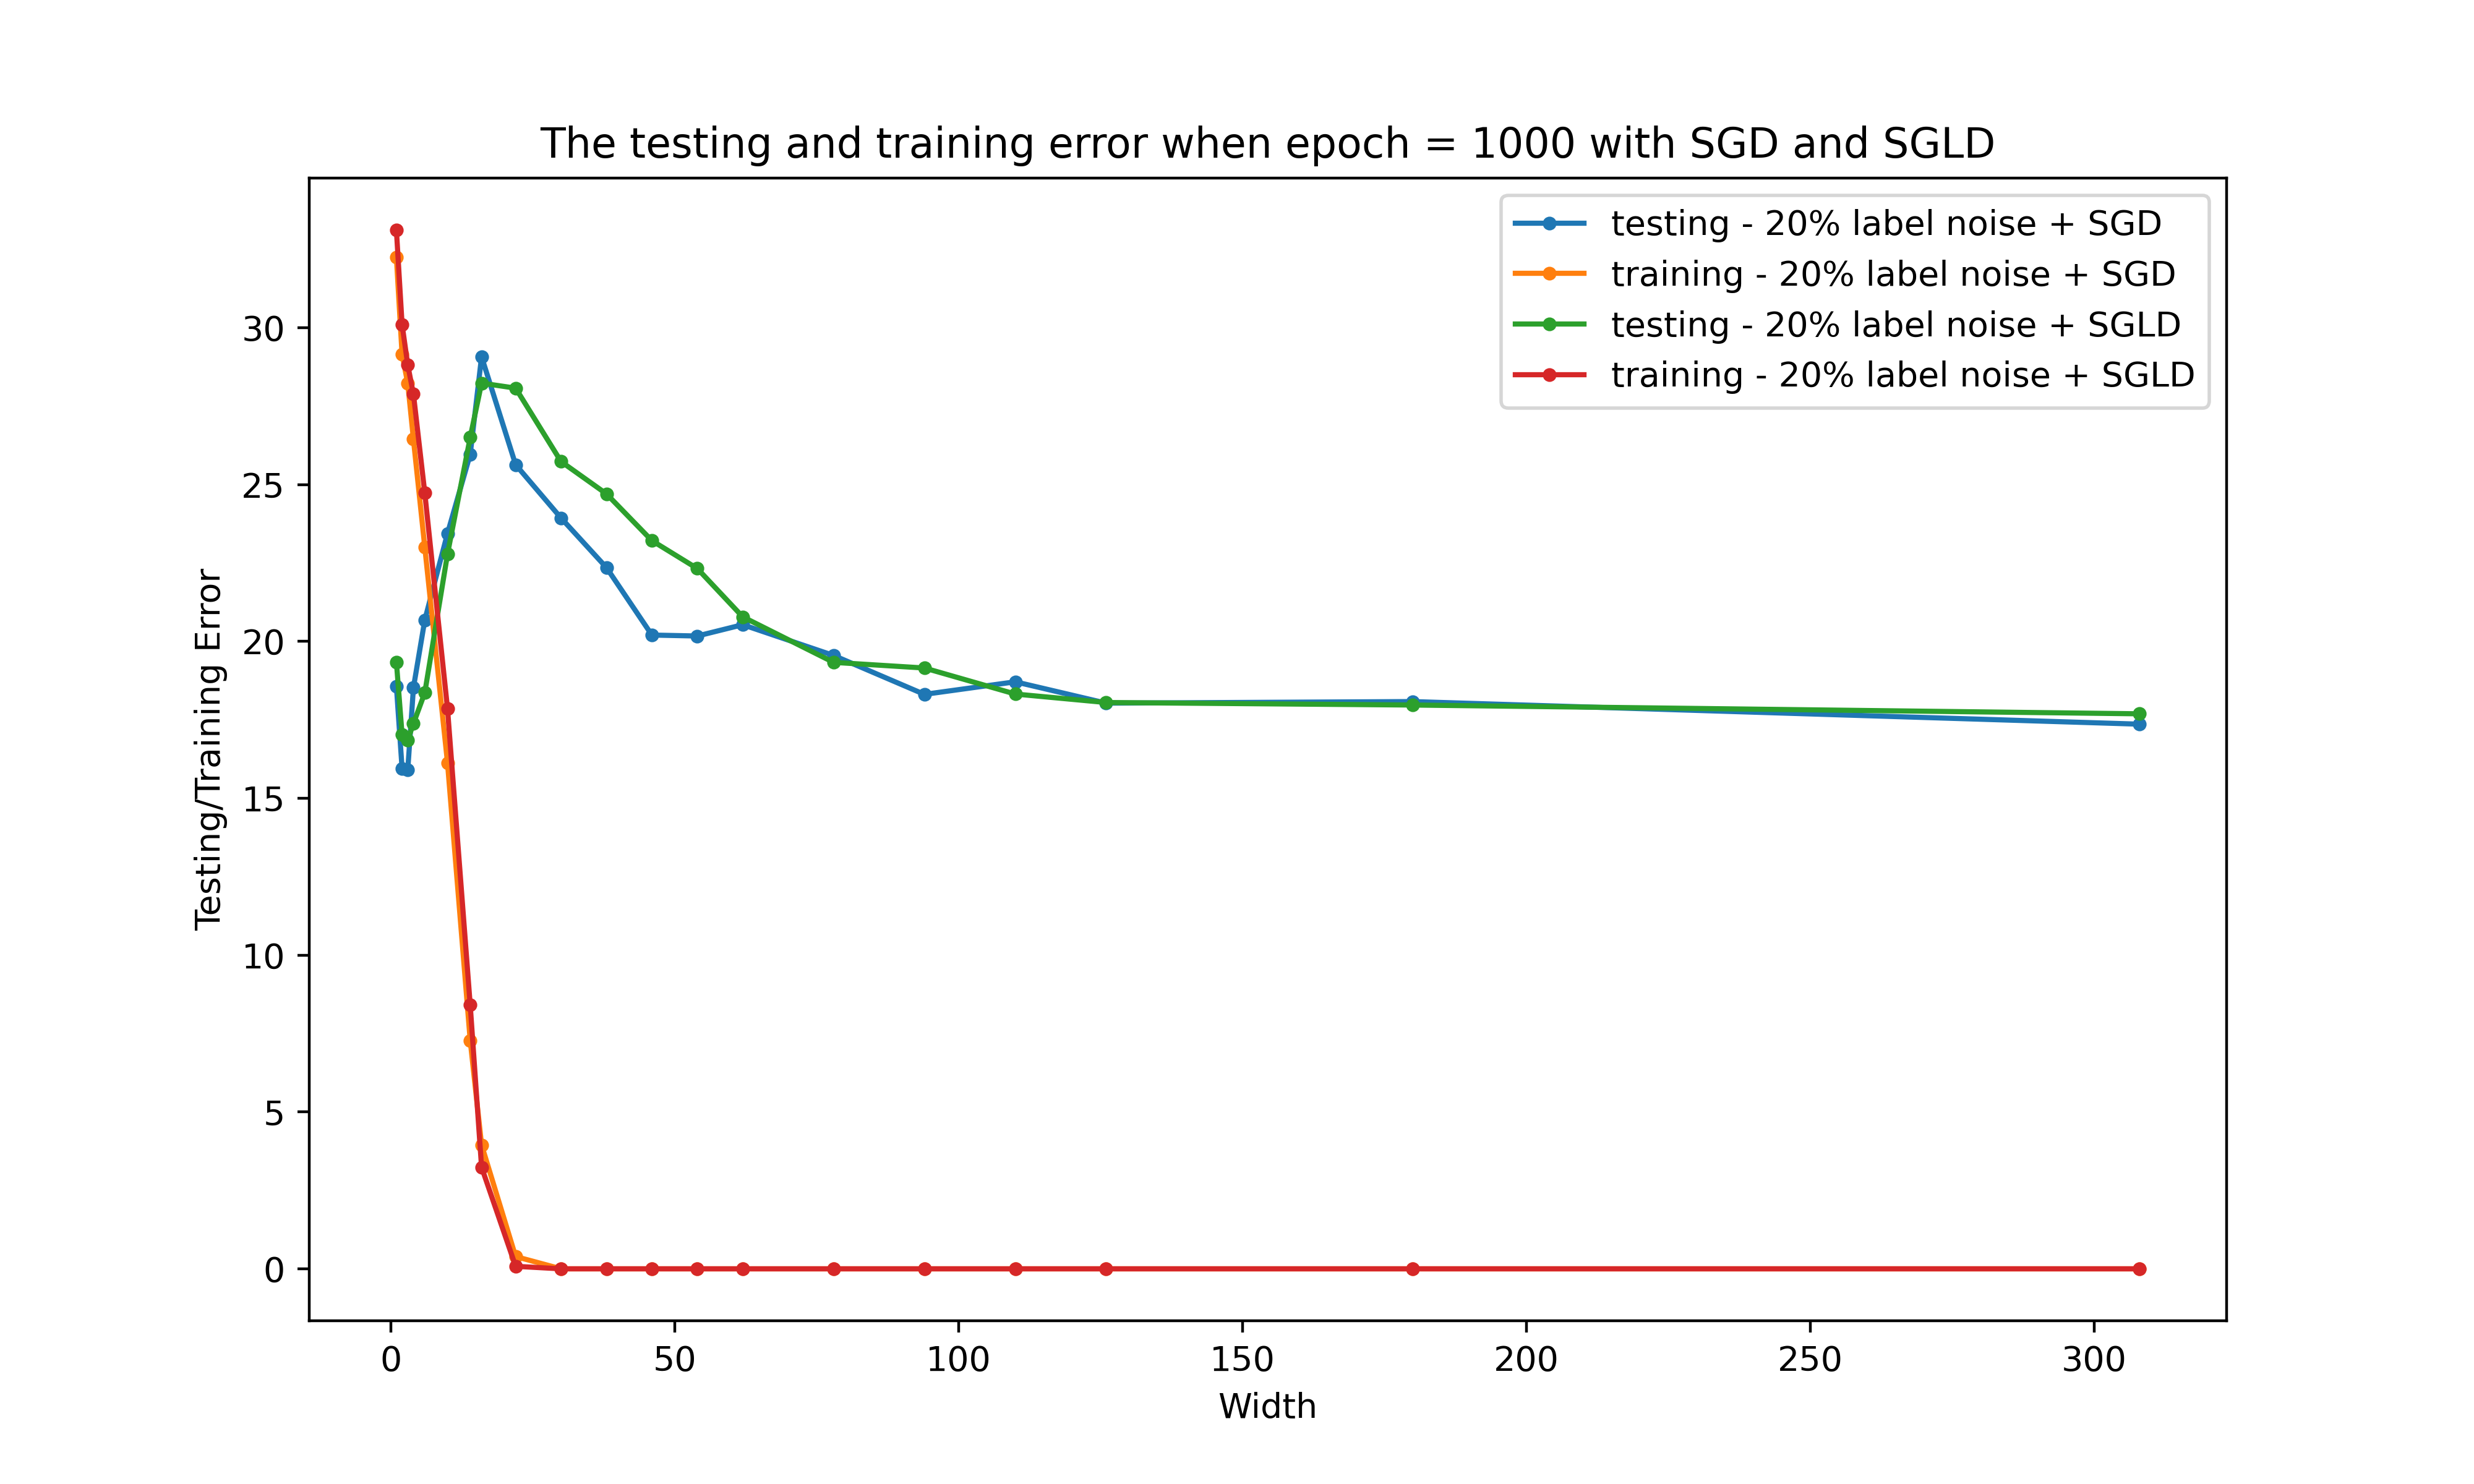 The testing and training error when epoch = 1000 with SGD and SGLD
testing - 20% label noise + SGD
training - 20% label noise + SGD
testing - 20% label noise + SGLD
training - 20% label noise + SGLD
Testing/Training Error
30
25
20
15
10
5
0
0 50 100 150 200 250 300
Width